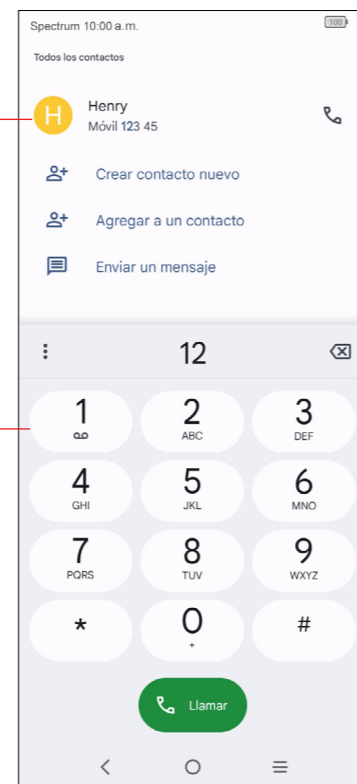 Spectrum 10:00 a.m.
100
Todos los contactos
H
Henry
Móvil 123 45
Crear contacto nuevo
Agregar a un contacto
Enviar un mensaje
12
1
2
ABC
3
DEF
4
GHI
5
JKL
6
MNO
7
PQRS
8
TUV
9
WXYZ
*
0
+
#
Llamar